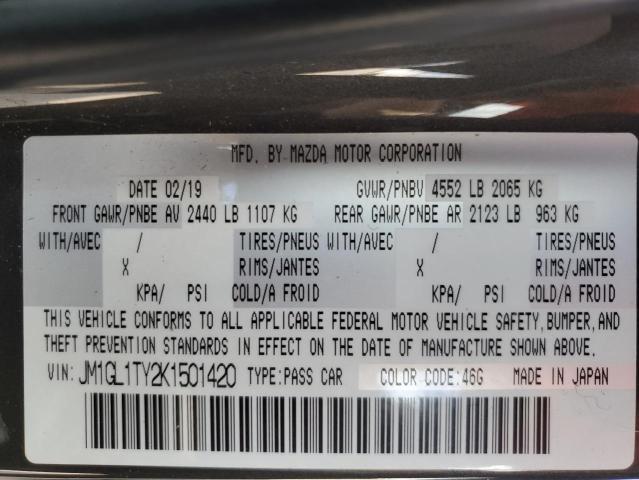 MFD. BY MAZDA MOTOR CORPORATION
DATE 02/19 GVWR/PNBV 4552 LB 2065 KG
FRONT GAWR/PNBE AV 2440 LB 1107 KG REAR GAWR/PNBE AR 2123 LB 963 KG
WITH/AVEC / TIRES/PNEUS WITH/AVEC / TIRES/PNEUS
X RIMS/JANTES X RIMS/JANTES
KPA/ PSI COLD/A FROID KPA/ PSI COLD/A FROID
THIS VEHICLE CONFORMS TO ALL APPLICABLE FEDERAL MOTOR VEHICLE SAFETY,BUMPER,AND
THEFT PREVENTION STANDARDS IN EFFECT ON THE DATE OF MANUFACTURE SHOWN ABOVE.
VIN: JM1GL1TY2K1501420 TYPE:PASS CAR COLOR CODE:46G MADE IN JAPAN